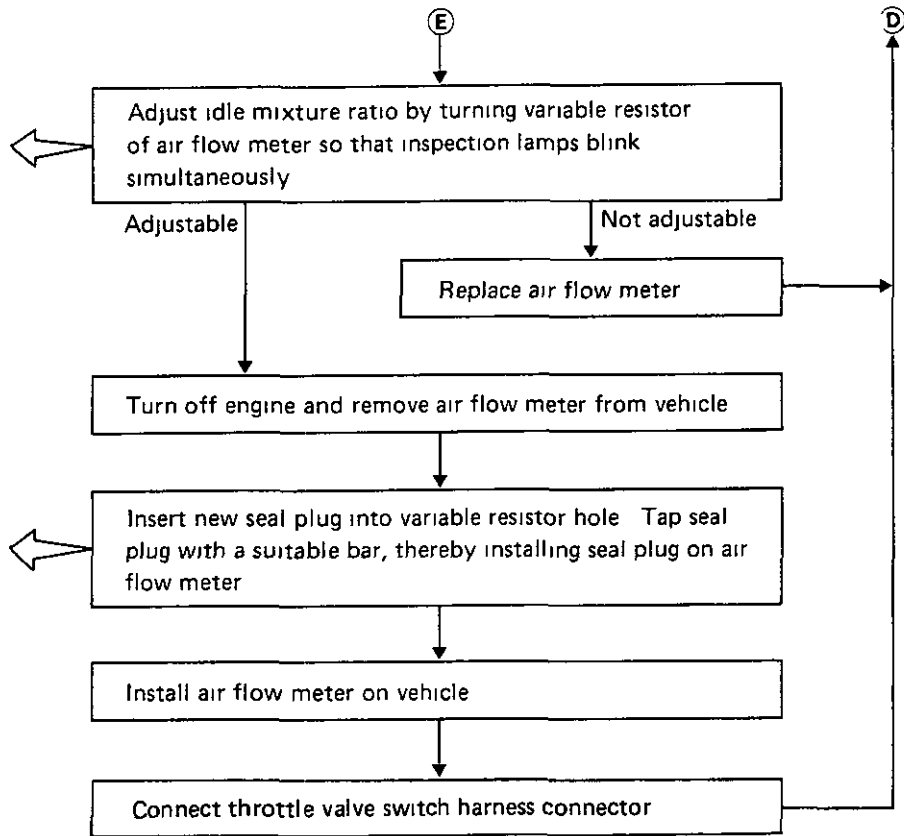 E
D
Adjust idle mixture ratio by turning variable resistor
of air flow meter so that inspection lamps blink
simultaneously
Adjustable
Not adjustable
Replace air flow meter
Turn off engine and remove air flow meter from vehicle
Insert new seal plug into variable resistor hole Tap seal
plug with a suitable bar, thereby installing seal plug on air
flow meter
Install air flow meter on vehicle
Connect throttle valve switch harness connector